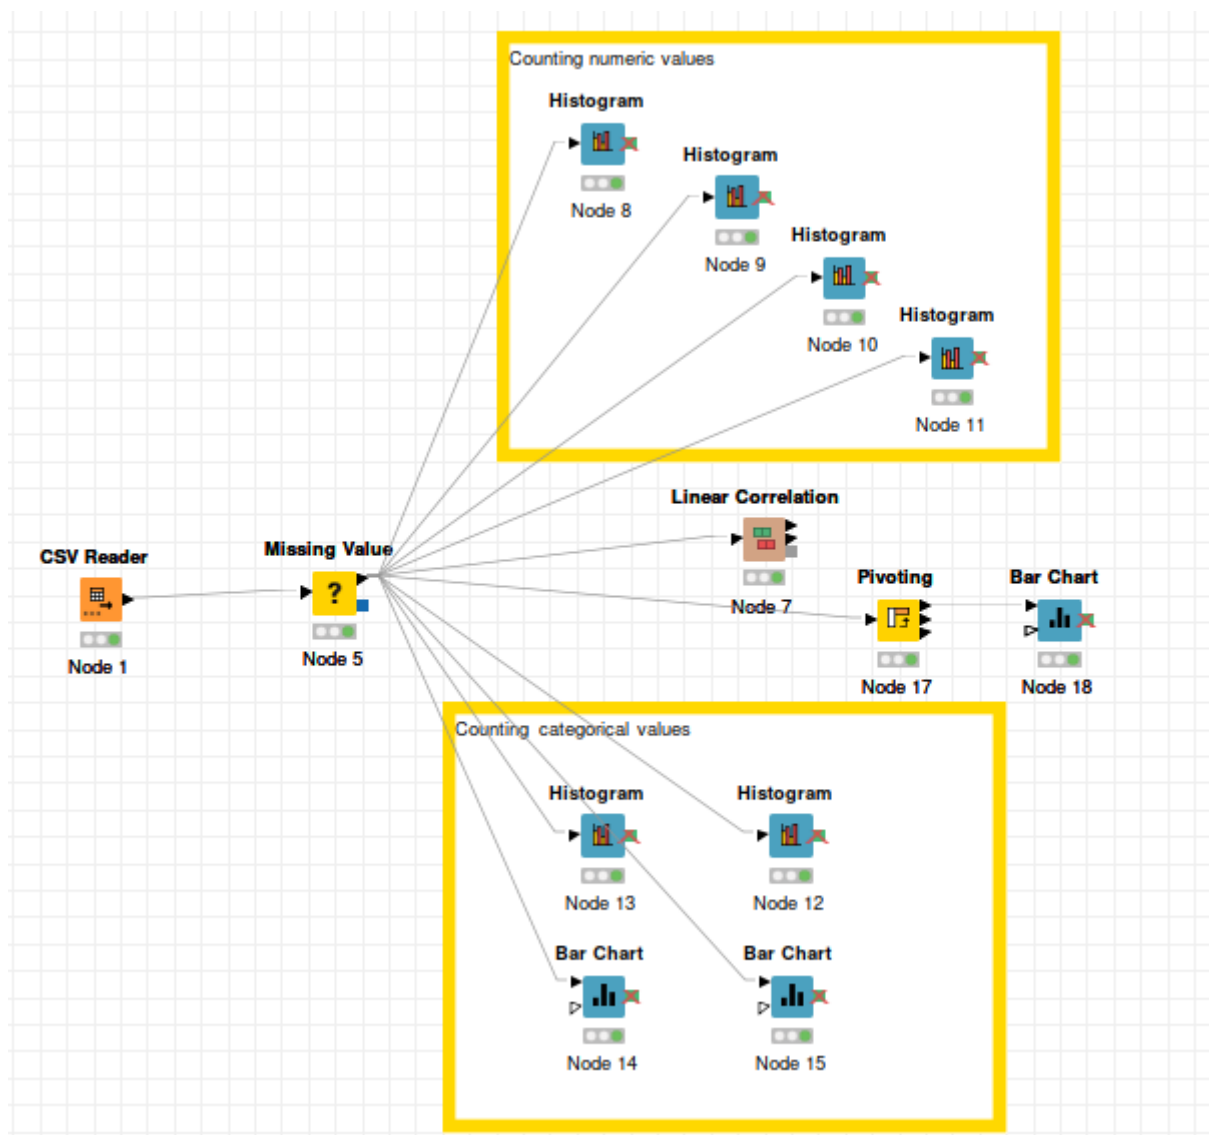 Counting numeric values
Histogram
Node 8
Histogram
Node 9
Histogram
Node 10
Histogram
Node 11
Linear Correlation
Node 7
CSV Reader
Node 1
Missing Value
?
Node 5
Pivoting
Node 17
Bar Chart
Node 18
Counting categorical values
Histogram
Node 13
Histogram
Node 12
Bar Chart
Node 14
Bar Chart
Node 15